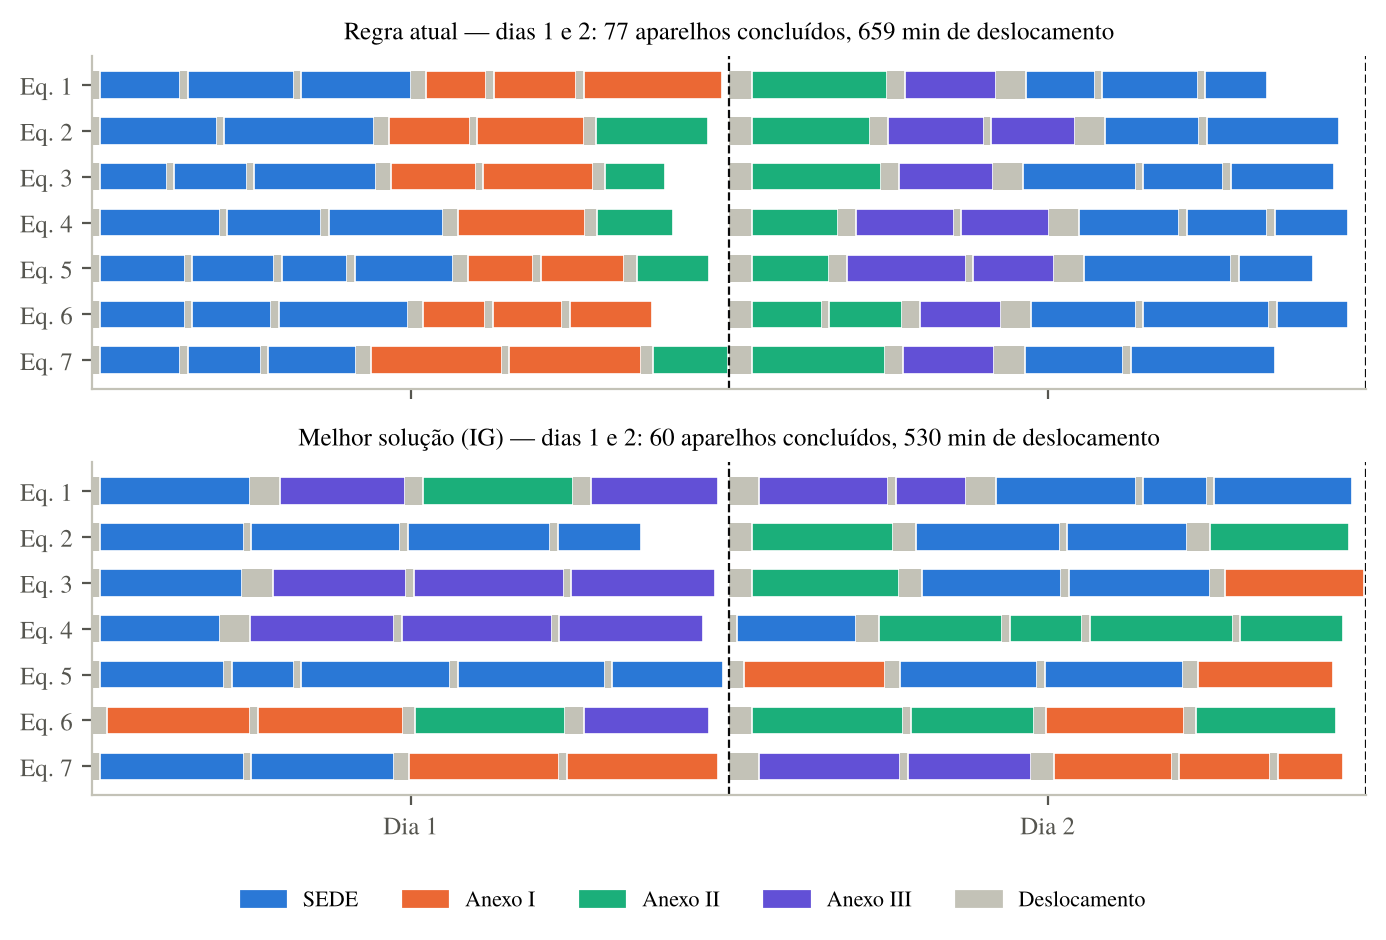 Regra atual — dias 1 e 2: 77 aparelhos concluídos, 659 min de deslocamento
Eq. 1
Eq. 2
Eq. 3
Eq. 4
Eq. 5
Eq. 6
Eq. 7
Melhor solução (IG) — dias 1 e 2: 60 aparelhos concluídos, 530 min de deslocamento
Eq. 1
Eq. 2
Eq. 3
Eq. 4
Eq. 5
Eq. 6
Eq. 7
Dia 1 Dia 2
SEDE Anexo I Anexo II Anexo III Deslocamento